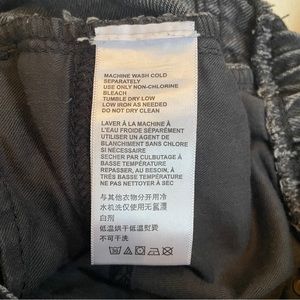 MACHINE WASH COLD
SEPARATELY
USE ONLY NON-CHLORINE
BLEACH
TUMBLE DRY LOW
LOW IRON AS NEEDED
DO NOT DRY CLEAN
LAVER À LA MACHINE À
L'EAU FROIDE SÉPARÉMENT
UTILISER UN AGENT DE
BLANCHIMENT SANS CHLORE
SI NÉCESSAIRE
SECHER PAR CULBUTAGE À
BASSE TEMPÉRATURE
REPASSER, AU BESOIN, À
TRÈS BASSE TEMPÉRATURE
NE PAS NETTOYER À SEC
与其他衣物分开用冷
水机洗仅使用无氯漂
白剂
低温烘干低温熨烫
不可干洗